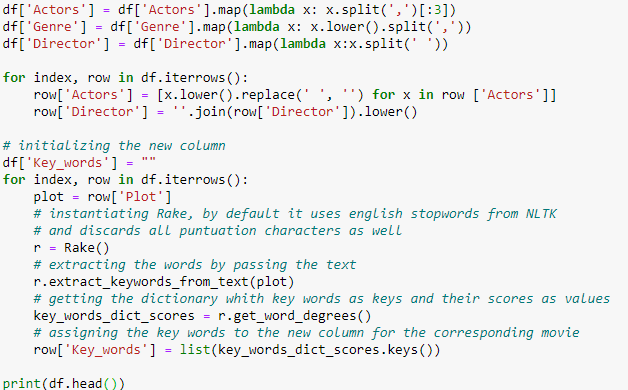 df['Actors'] = df['Actors'].map(lambda x: x.split(',')[:3])
df['Genre'] = df['Genre'].map(lambda x: x.lower().split(','))
df['Director'] = df['Director'].map(lambda x:x.split(' '))

for index, row in df.iterrows():
    row['Actors'] = [x.lower().replace(' ', '') for x in row ['Actors']]
    row['Director'] = ''.join(row['Director']).lower()

# initializing the new column
df['Key_words'] = ""
for index, row in df.iterrows():
    plot = row['Plot']
    # instantiating Rake, by default it uses english stopwords from NLTK
    # and discards all puntuation characters as well
    r = Rake()
    # extracting the words by passing the text
    r.extract_keywords_from_text(plot)
    # getting the dictionary whith key words as keys and their scores as values
    key_words_dict_scores = r.get_word_degrees()
    # assigning the key words to the new column for the corresponding movie
    row['Key_words'] = list(key_words_dict_scores.keys())

print(df.head())